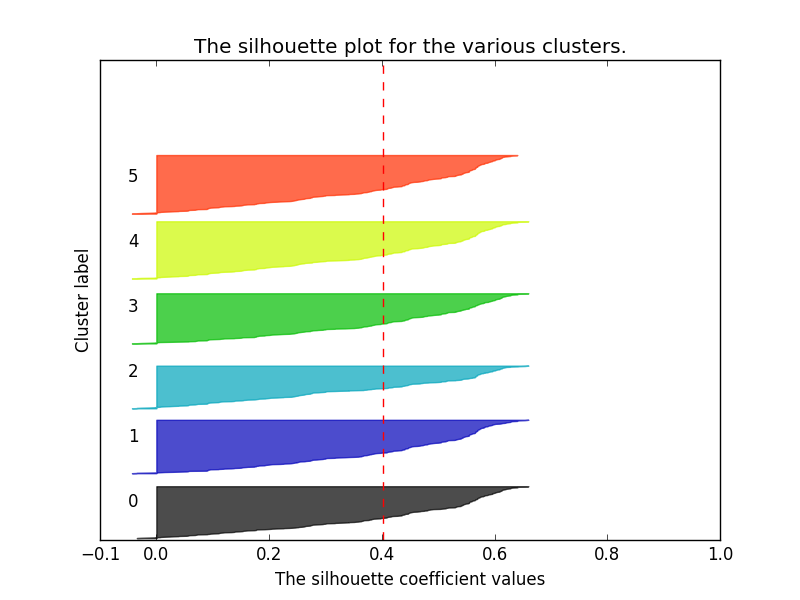 The silhouette plot for the various clusters.
5
4
3
2
1
0
Cluster label
−0.1 0.0 0.2 0.4 0.6 0.8 1.0
The silhouette coefficient values